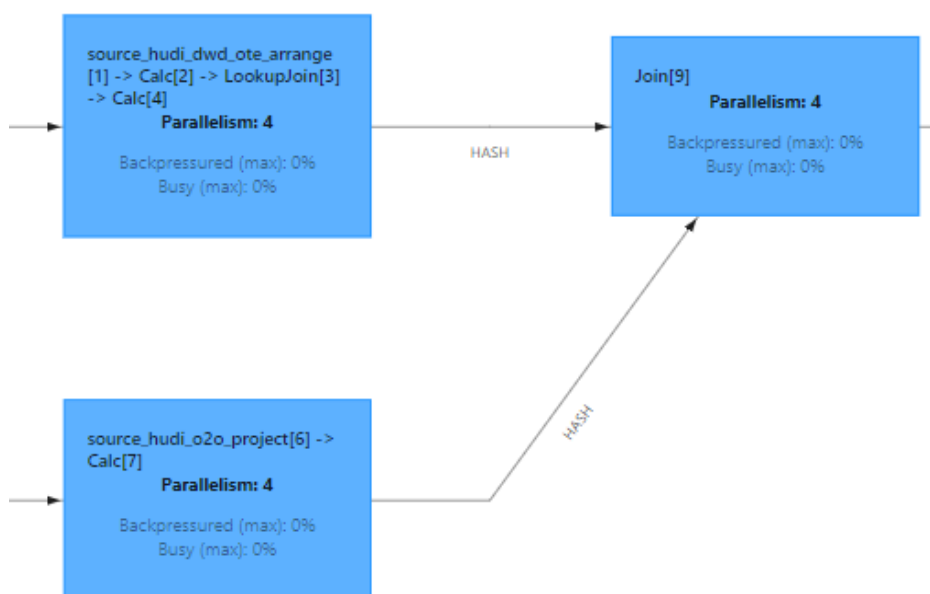 source_hudi_dwd_ote_arrange
[1] -> Calc[2] -> LookupJoin[3]
-> Calc[4]
Parallelism: 4
Backpressured (max): 0%
Busy (max): 0%
HASH
Join[9]
Parallelism: 4
Backpressured (max): 0%
Busy (max): 0%
source_hudi_o2o_project[6] ->
Calc[7]
Parallelism: 4
Backpressured (max): 0%
Busy (max): 0%
HASH